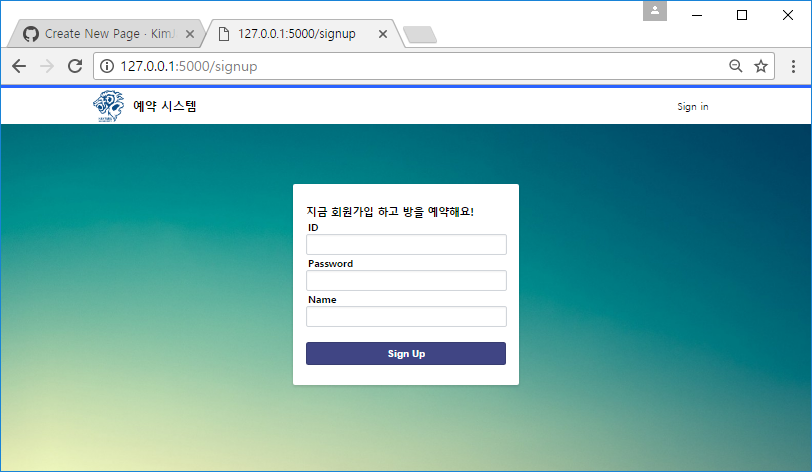 Create New Page · KimJ
127.0.0.1:5000/signup
127.0.0.1:5000/signup
예약 시스템
Sign in
지금 회원가입 하고 방을 예약해요!
ID
Password
Name
Sign Up